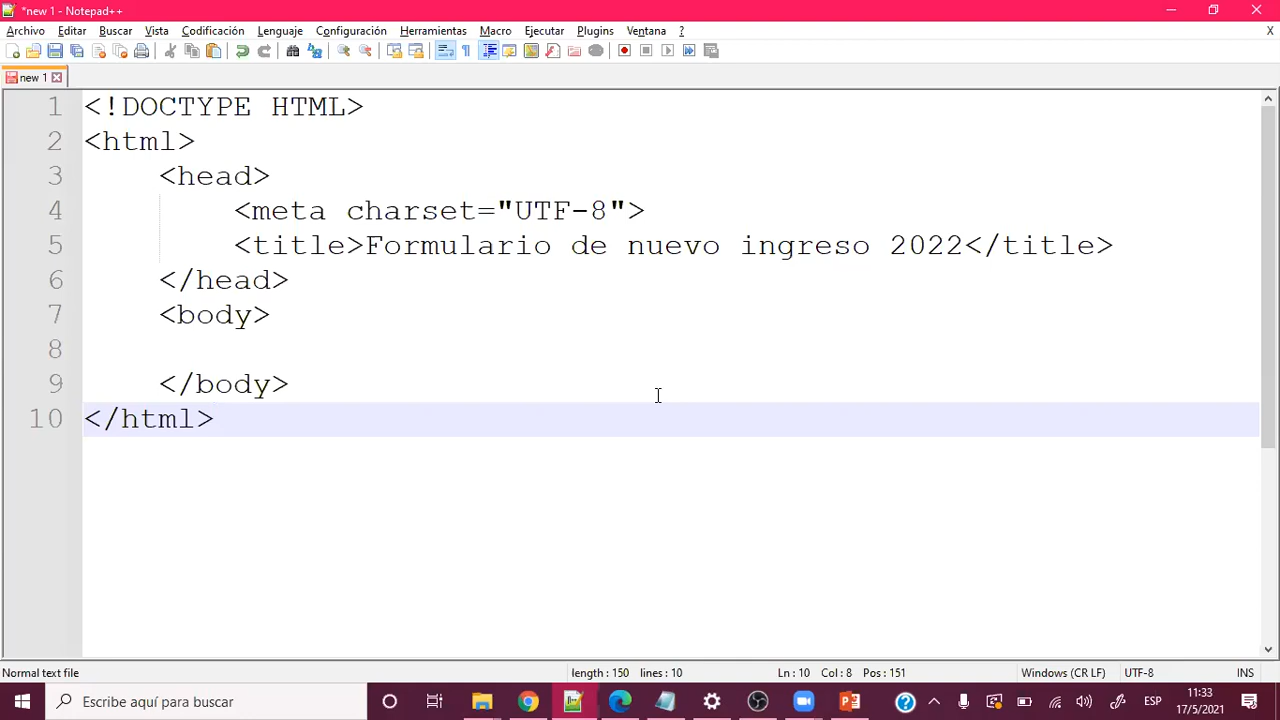 *new 1 - Notepad++
Archivo Editar Buscar Vista Codificación Lenguaje Configuración Herramientas Macro Ejecutar Plugins Ventana ? X
new 1
1 <!DOCTYPE HTML>
2 <html>
3 <head>
4 <meta charset="UTF-8">
5 <title>Formulario de nuevo ingreso 2022</title>
6 </head>
7 <body>
8
9 </body>
10 </html>
Normal text file length : 150 lines : 10 Ln : 10 Col : 8 Pos : 151 Windows (CR LF) UTF-8 INS
Escribe aquí para buscar ESP 11:33
17/5/2021